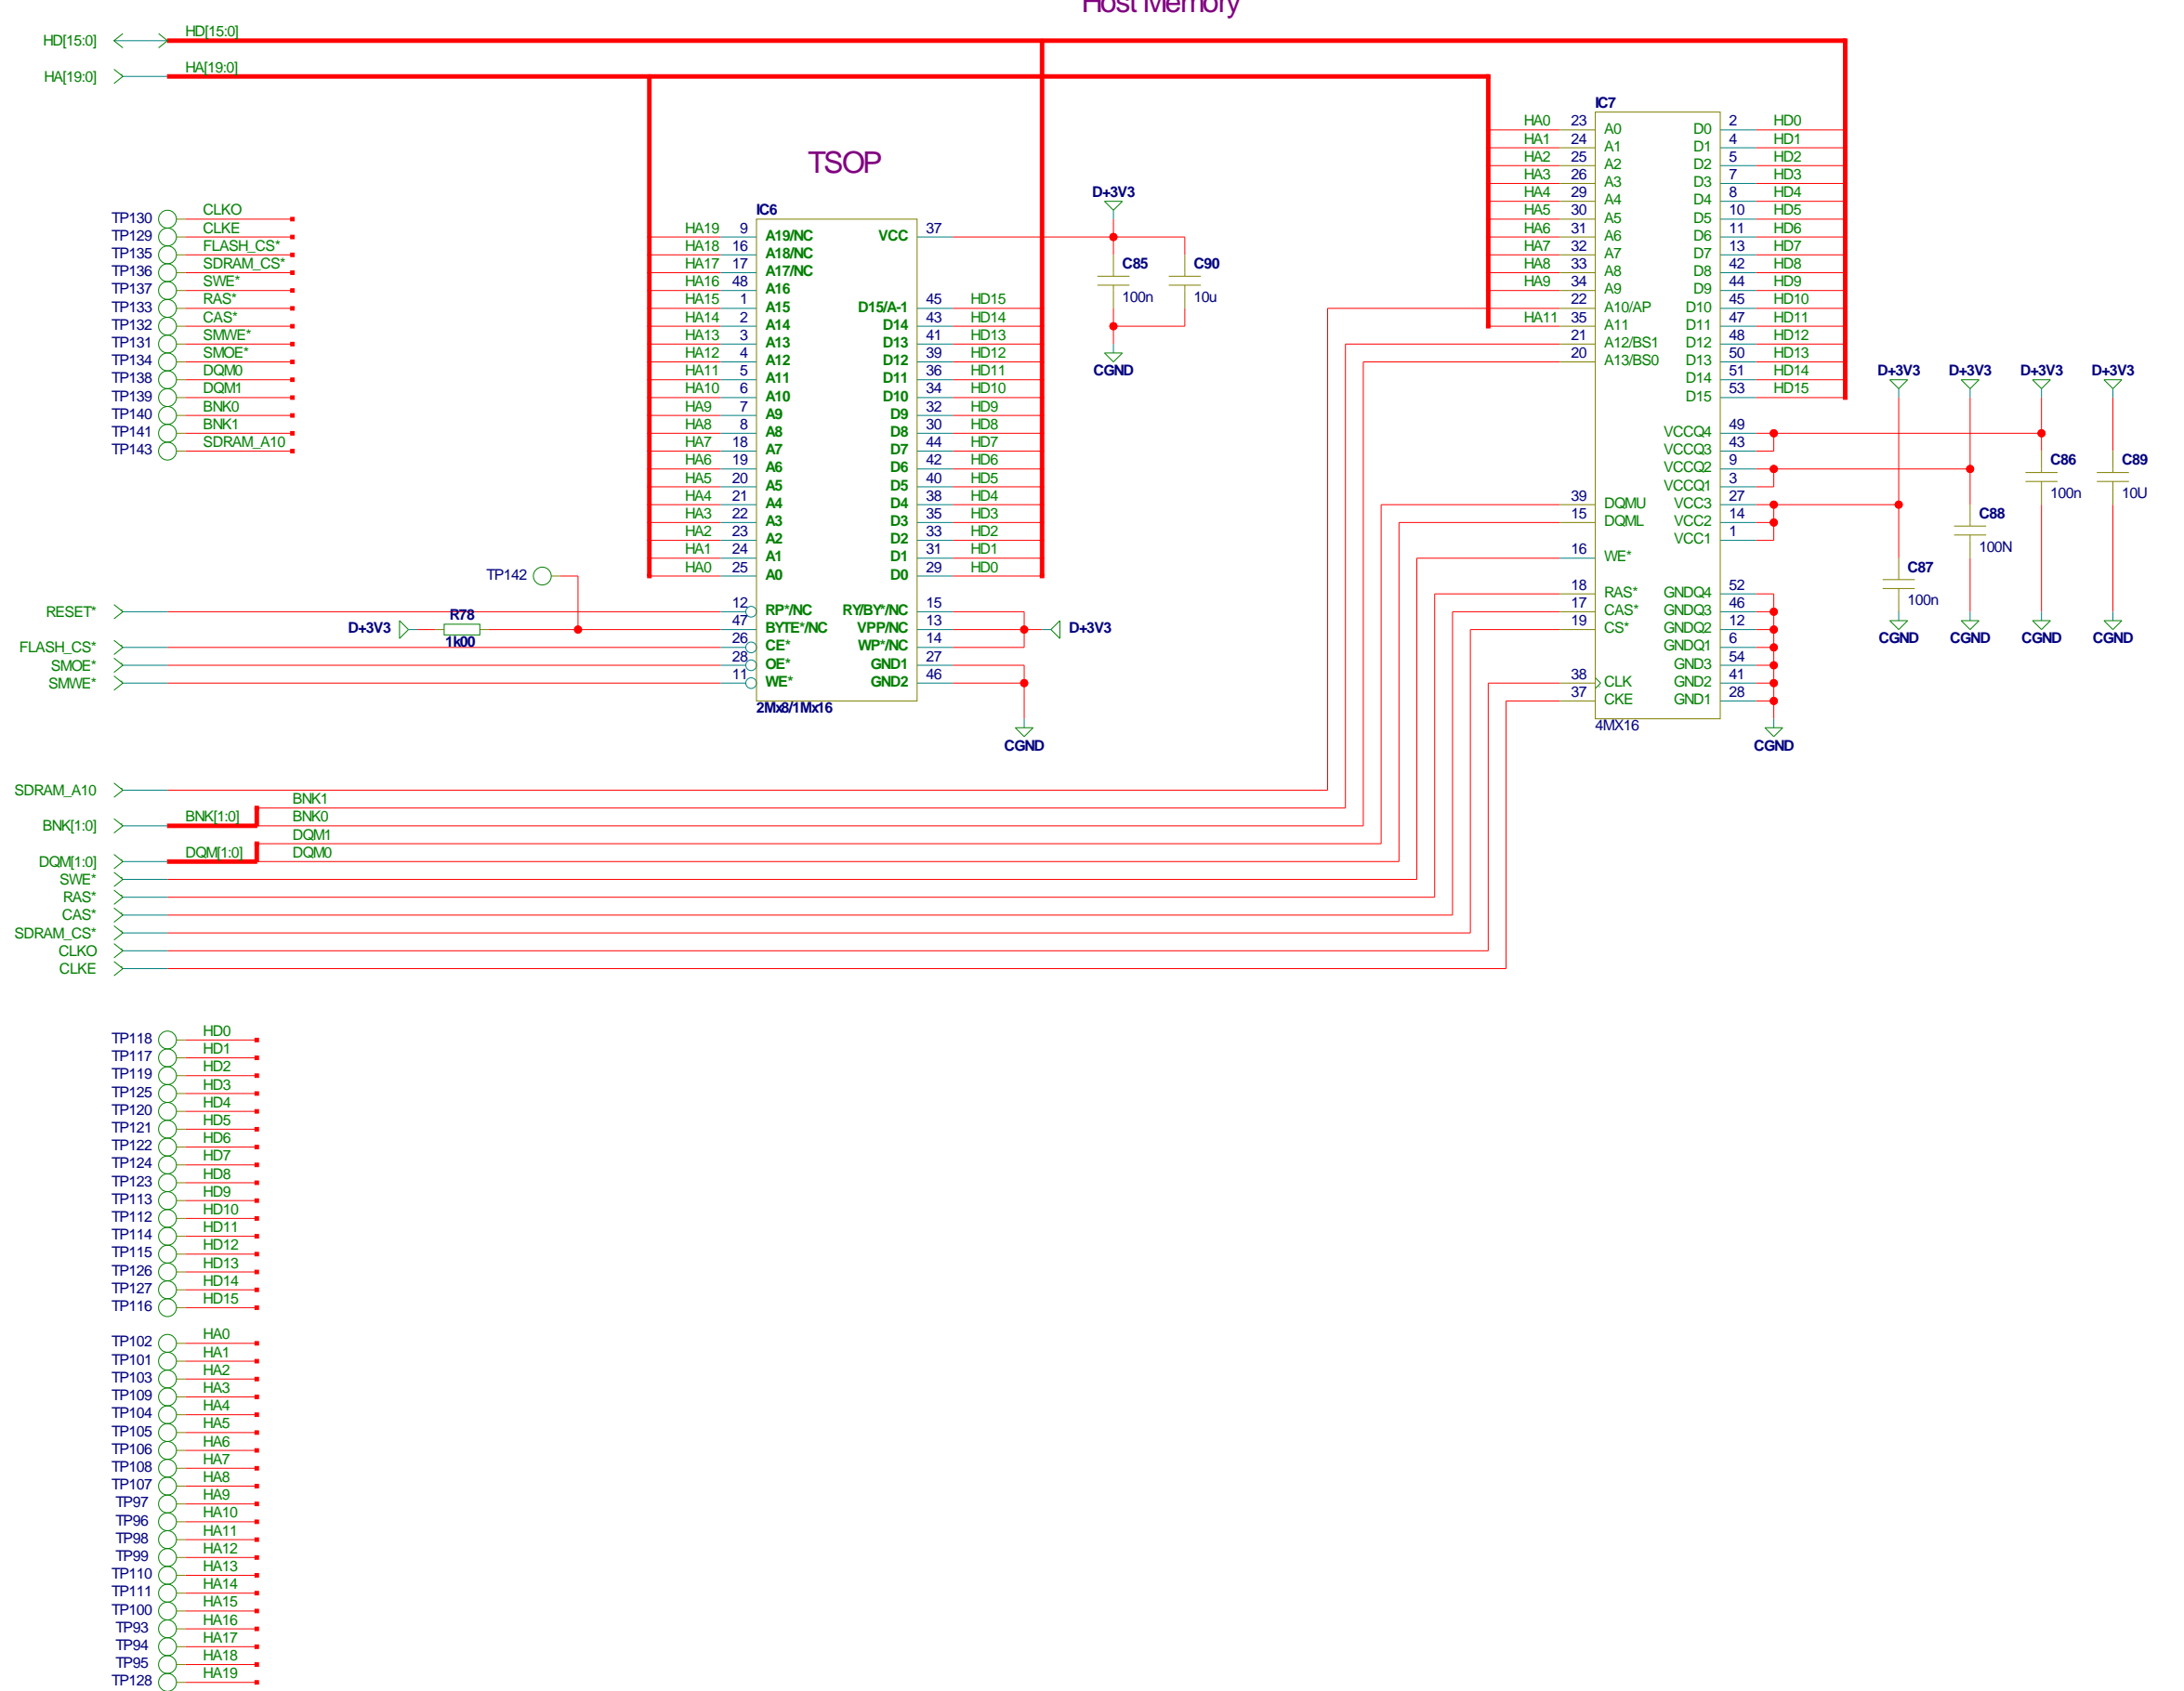 Host Memory
HD[15:0] HD[15:0]
HA[19:0] HA[19:0]
TSOP
TP130 CLKO
TP129 CLKE
TP135 FLASH_CS*
TP136 SDRAM_CS*
TP137 SWE*
TP133 RAS*
TP132 CAS*
TP131 SMWE*
TP134 SMOE*
TP138 DQM0
TP139 DQM1
TP140 BNK0
TP141 BNK1
TP143 SDRAM_A10
IC6
HA19 9 A19/NC VCC 37
HA18 16 A18/NC
HA17 17 A17/NC
HA16 48 A16
HA15 1 A15 D15/A-1 45 HD15
HA14 2 A14 D14 43 HD14
HA13 3 A13 D13 41 HD13
HA12 4 A12 D12 39 HD12
HA11 5 A11 D11 36 HD11
HA10 6 A10 D10 34 HD10
HA9 7 A9 D9 32 HD9
HA8 8 A8 D8 30 HD8
HA7 18 A7 D7 44 HD7
HA6 19 A6 D6 42 HD6
HA5 20 A5 D5 40 HD5
HA4 21 A4 D4 38 HD4
HA3 22 A3 D3 35 HD3
HA2 23 A2 D2 33 HD2
HA1 24 A1 D1 31 HD1
HA0 25 A0 D0 29 HD0
TP142
RESET* 12 RP*/NC RY/BY*/NC 15
D+3V3 R78 1k00 47 BYTE*/NC VPP/NC 13 D+3V3
FLASH_CS* 26 CE* WP*/NC 14
SMOE* 28 OE* GND1 27
SMWE* 11 WE* GND2 46
2Mx8/1Mx16
CGND
D+3V3
C85 C90
100n 10u
CGND
IC7
HA0 23 A0 D0 2 HD0
HA1 24 A1 D1 4 HD1
HA2 25 A2 D2 5 HD2
HA3 26 A3 D3 7 HD3
HA4 29 A4 D4 8 HD4
HA5 30 A5 D5 10 HD5
HA6 31 A6 D6 11 HD6
HA7 32 A7 D7 13 HD7
HA8 33 A8 D8 42 HD8
HA9 34 A9 D9 44 HD9
22 A10/AP D10 45 HD10
HA11 35 A11 D11 47 HD11
21 A12/BS1 D12 48 HD12
20 A13/BS0 D13 50 HD13
D14 51 HD14
D15 53 HD15
VCCQ4 49
VCCQ3 43
VCCQ2 9
VCCQ1 3
39 DQMU VCC3 27
15 DQML VCC2 14
VCC1 1
16 WE*
18 RAS* GNDQ4 52
17 CAS* GNDQ3 46
19 CS* GNDQ2 12
GNDQ1 6
GND3 54
38 CLK GND2 41
37 CKE GND1 28
4MX16
CGND
D+3V3 D+3V3 D+3V3 D+3V3
C86 C89
100n 10U
C88
100N
C87
100n
CGND CGND CGND CGND
SDRAM_A10
BNK1
BNK[1:0] BNK[1:0] BNK0
DQM1
DQM[1:0] DQM[1:0] DQM0
SWE*
RAS*
CAS*
SDRAM_CS*
CLKO
CLKE
TP118 HD0
TP117 HD1
TP119 HD2
TP125 HD3
TP120 HD4
TP121 HD5
TP122 HD6
TP124 HD7
TP123 HD8
TP113 HD9
TP112 HD10
TP114 HD11
TP115 HD12
TP126 HD13
TP127 HD14
TP116 HD15
TP102 HA0
TP101 HA1
TP103 HA2
TP109 HA3
TP104 HA4
TP105 HA5
TP106 HA6
TP108 HA7
TP107 HA8
TP97 HA9
TP96 HA10
TP98 HA11
TP99 HA12
TP110 HA13
TP111 HA14
TP100 HA15
TP93 HA16
TP94 HA17
TP95 HA18
TP128 HA19